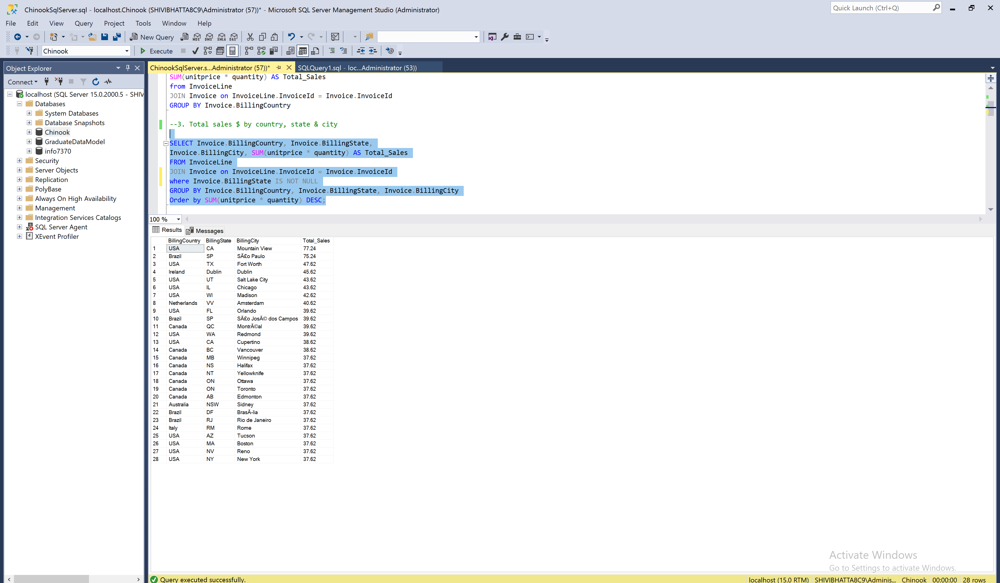 ChinookSqlServer.sql - localhost.Chinook (SHIVIBHATTA8C9\Administrator (57))* - Microsoft SQL Server Management Studio (Administrator)
Quick Launch (Ctrl+Q)
File Edit View Query Project Tools Window Help
New Query MDX DMX XMLA DAX
Chinook Execute
Object Explorer
Connect
localhost (SQL Server 15.0.2000.5 - SHIV
Databases
System Databases
Database Snapshots
Chinook
GraduateDataModel
info7370
Security
Server Objects
Replication
PolyBase
Always On High Availability
Management
Integration Services Catalogs
SQL Server Agent
XEvent Profiler
ChinookSqlServer.s...Administrator (57))* SQLQuery1.sql - loc...Administrator (53))
SUM(unitprice * quantity) AS Total_Sales
from InvoiceLine
JOIN Invoice on InvoiceLine.InvoiceId = Invoice.InvoiceId
GROUP BY Invoice.BillingCountry
--3. Total sales $ by country, state & city
SELECT Invoice.BillingCountry, Invoice.BillingState,
Invoice.BillingCity, SUM(unitprice * quantity) AS Total_Sales
FROM InvoiceLine
JOIN Invoice on InvoiceLine.InvoiceId = Invoice.InvoiceId
where Invoice.BillingState IS NOT NULL
GROUP BY Invoice.BillingCountry, Invoice.BillingState, Invoice.BillingCity
Order by SUM(unitprice * quantity) DESC;
100 %
Results Messages
BillingCountry BillingState BillingCity Total_Sales
1 USA CA Mountain View 77.24
2 Brazil SP SÃ£o Paulo 75.24
3 USA TX Fort Worth 47.62
4 Ireland Dublin Dublin 45.62
5 USA UT Salt Lake City 43.62
6 USA IL Chicago 43.62
7 USA WI Madison 42.62
8 Netherlands VV Amsterdam 40.62
9 USA FL Orlando 39.62
10 Brazil SP SÃ£o JosÃ© dos Campos 39.62
11 Canada QC MontrÃ©al 39.62
12 USA WA Redmond 39.62
13 USA CA Cupertino 38.62
14 Canada BC Vancouver 38.62
15 Canada MB Winnipeg 37.62
16 Canada NS Halifax 37.62
17 Canada NT Yellowknife 37.62
18 Canada ON Ottawa 37.62
19 Canada ON Toronto 37.62
20 Canada AB Edmonton 37.62
21 Australia NSW Sidney 37.62
22 Brazil DF BrasÃ-lia 37.62
23 Brazil RJ Rio de Janeiro 37.62
24 Italy RM Rome 37.62
25 USA AZ Tucson 37.62
26 USA MA Boston 37.62
27 USA NV Reno 37.62
28 USA NY New York 37.62
Activate Windows
Go to Settings to activate Windows.
Query executed successfully.
localhost (15.0 RTM) SHIVIBHATTA8C9\Adminis... Chinook 00:00:00 28 rows